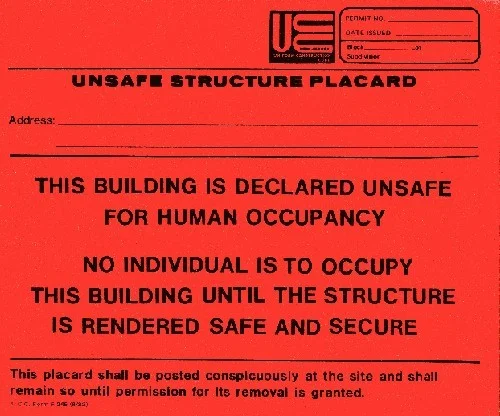 PERMIT NO.
DATE ISSUED
Block Lot
Subdivision
UNIFORM CONSTRUCTION
UNSAFE STRUCTURE PLACARD
Address:
THIS BUILDING IS DECLARED UNSAFE
FOR HUMAN OCCUPANCY
NO INDIVIDUAL IS TO OCCUPY
THIS BUILDING UNTIL THE STRUCTURE
IS RENDERED SAFE AND SECURE
This placard shall be posted conspicuously at the site and shall
remain so until permission for its removal is granted.